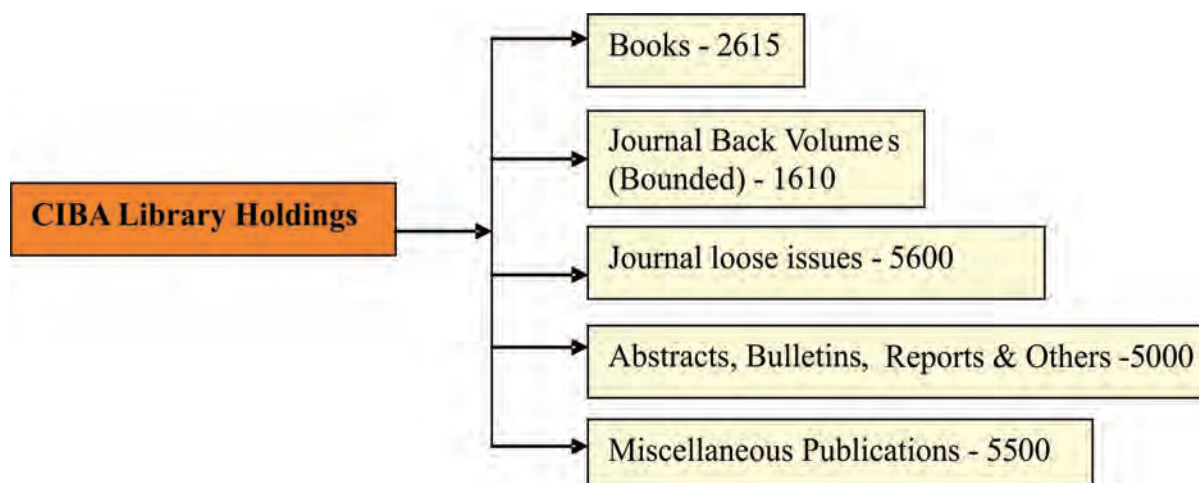 Books - 2615
Journal Back Volumes
(Bounded) - 1610
CIBA Library Holdings
Journal loose issues - 5600
Abstracts, Bulletins, Reports & Others -5000
Miscellaneous Publications - 5500